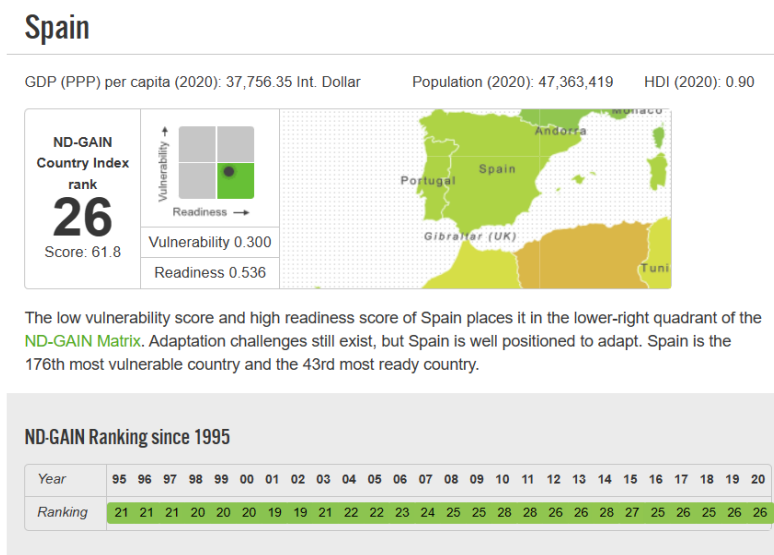 Spain
GDP (PPP) per capita (2020): 37,756.35 Int. Dollar Population (2020): 47,363,419 HDI (2020): 0.90
ND-GAIN
Country Index
rank
26
Score: 61.8
Vulnerability →
Readiness →
Vulnerability 0.300
Readiness 0.536
Monaco
Andorra
Spain
Portugal
Gibraltar (UK)
Tuni
The low vulnerability score and high readiness score of Spain places it in the lower-right quadrant of the
ND-GAIN Matrix. Adaptation challenges still exist, but Spain is well positioned to adapt. Spain is the
176th most vulnerable country and the 43rd most ready country.
ND-GAIN Ranking since 1995
Year 95 96 97 98 99 00 01 02 03 04 05 06 07 08 09 10 11 12 13 14 15 16 17 18 19 20
Ranking 21 21 21 20 20 20 19 19 21 22 22 23 24 25 25 28 28 26 26 28 27 25 26 25 26 26